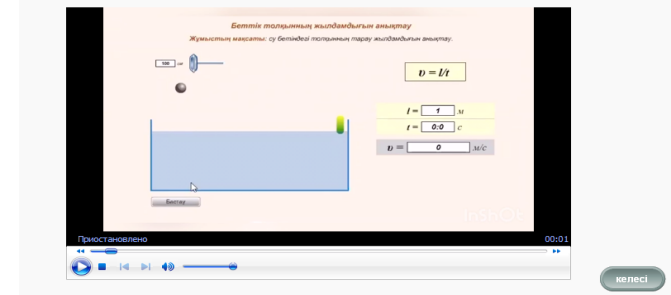 Беттік толқынның жылдамдығын анықтау
Жұмыстың мақсаты: су бетіндегі толқынның тарау жылдамдығын анықтау.
100 см
υ = l/t
l = 1 м
t = 0:0 с
υ = 0 м/с
Бастау
Приостановлено 00:01
келесі